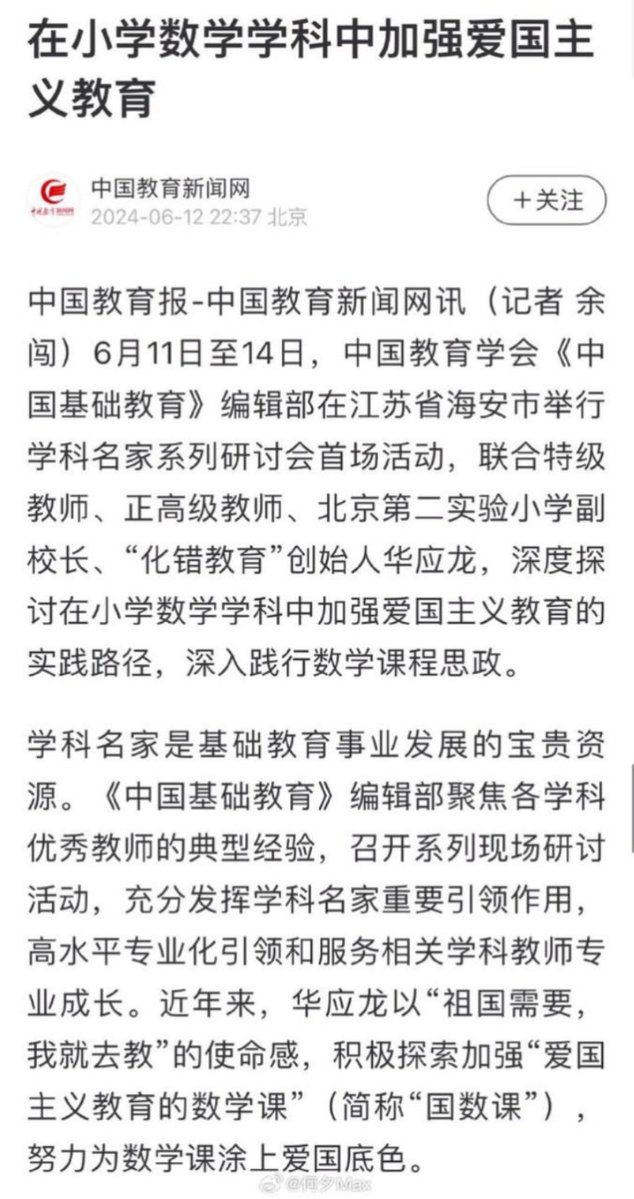 在小学数学学科中加强爱国主
义教育
中国教育新闻网
2024-06-12 22:37 北京
+关注
中国教育报-中国教育新闻网讯（记者 余
闯）6月11日至14日，中国教育学会《中
国基础教育》编辑部在江苏省海安市举行
学科名家系列研讨会首场活动，联合特级
教师、正高级教师、北京第二实验小学副
校长、“化错教育”创始人华应龙，深度探
讨在小学数学学科中加强爱国主义教育的
实践路径，深入践行数学课程思政。
学科名家是基础教育事业发展的宝贵资
源。《中国基础教育》编辑部聚焦各学科
优秀教师的典型经验，召开系列现场研讨
活动，充分发挥学科名家重要引领作用，
高水平专业化引领和服务相关学科教师专
业成长。近年来，华应龙以“祖国需要，
我就去教”的使命感，积极探索加强“爱国
主义教育的数学课”（简称“国数课”），
努力为数学课涂上爱国底色。
@何夕Max